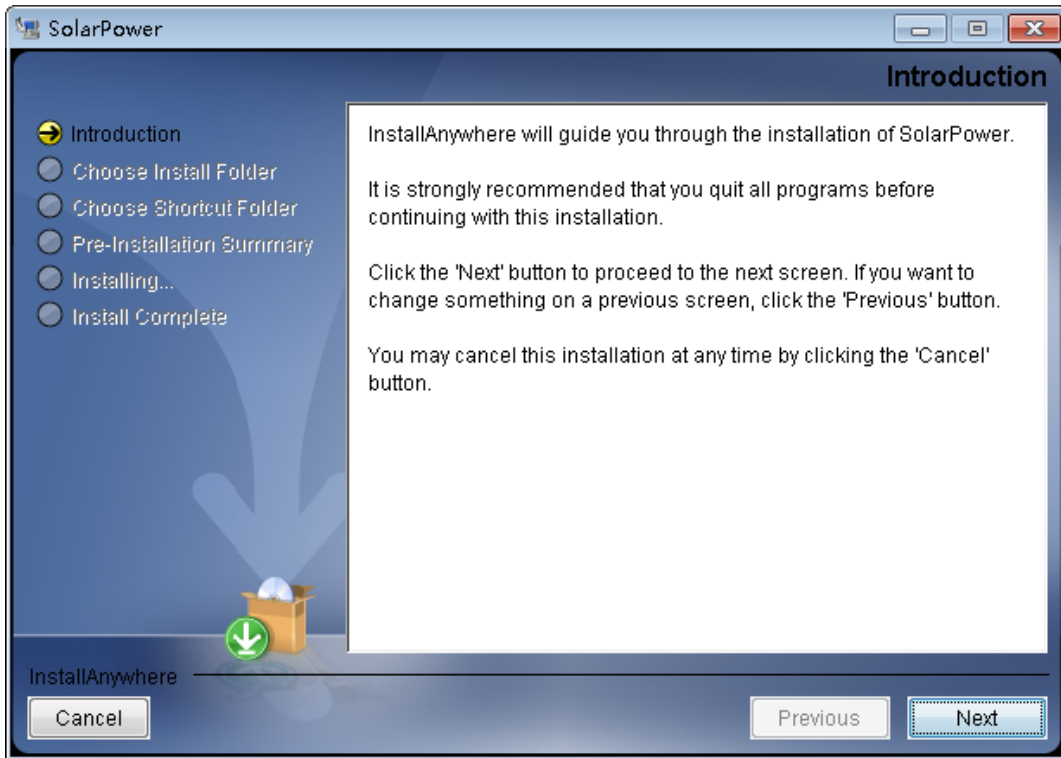 SolarPower
Introduction
Introduction
Choose Install Folder
Choose Shortcut Folder
Pre-Installation Summary
Installing...
Install Complete
InstallAnywhere will guide you through the installation of SolarPower.
It is strongly recommended that you quit all programs before
continuing with this installation.
Click the 'Next' button to proceed to the next screen. If you want to
change something on a previous screen, click the 'Previous' button.
You may cancel this installation at any time by clicking the 'Cancel'
button.
InstallAnywhere
Cancel
Previous
Next